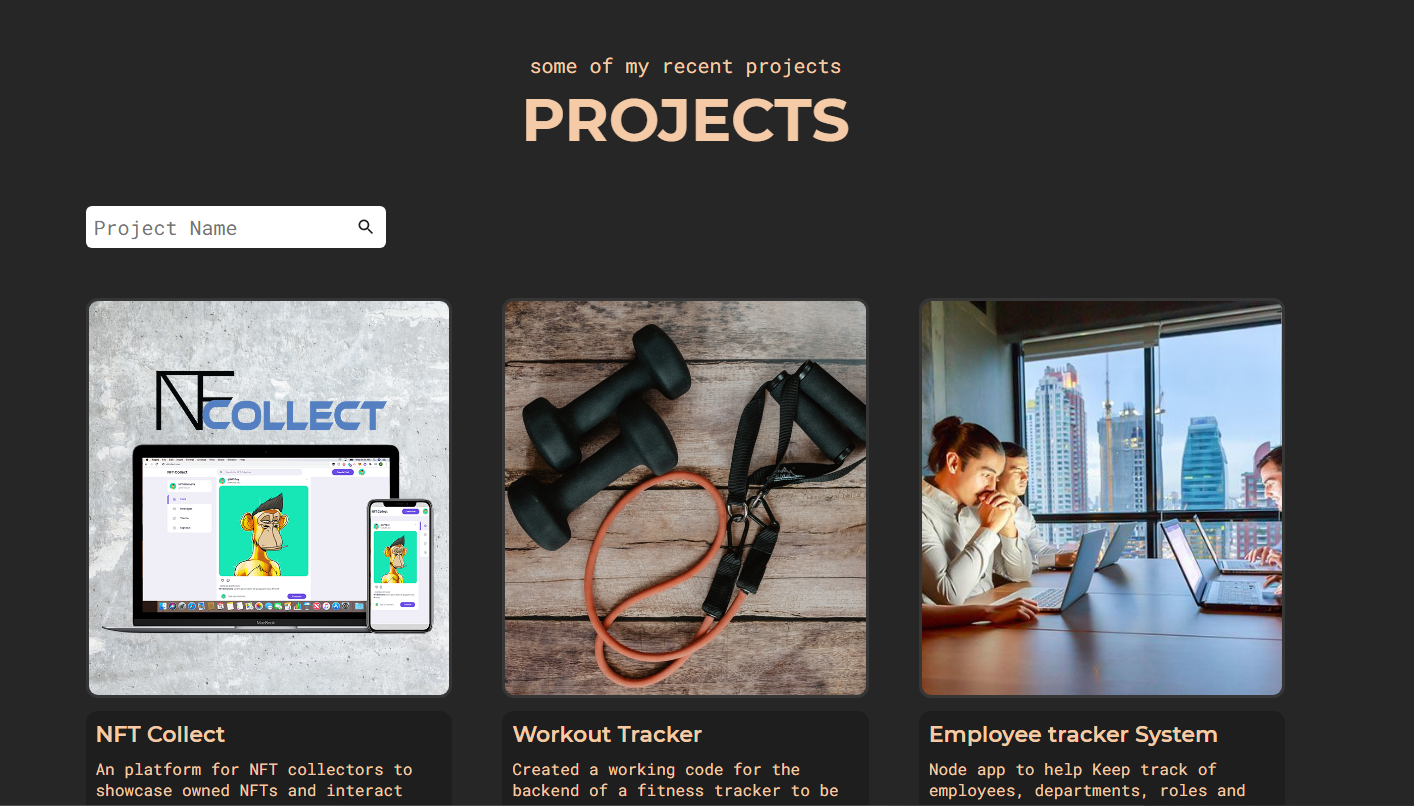 some of my recent projects
PROJECTS
Project Name
NFCOLLECT
NFT Collect
An platform for NFT collectors to
showcase owned NFTs and interact
Workout Tracker
Created a working code for the
backend of a fitness tracker to be
Employee tracker System
Node app to help Keep track of
employees, departments, roles and